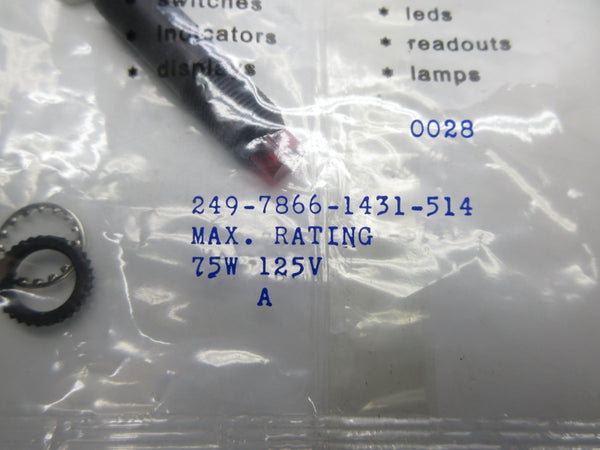 * switches
* indicators
* displays
* leds
* readouts
* lamps
0028
249-7866-1431-514
MAX. RATING
75W 125V
A